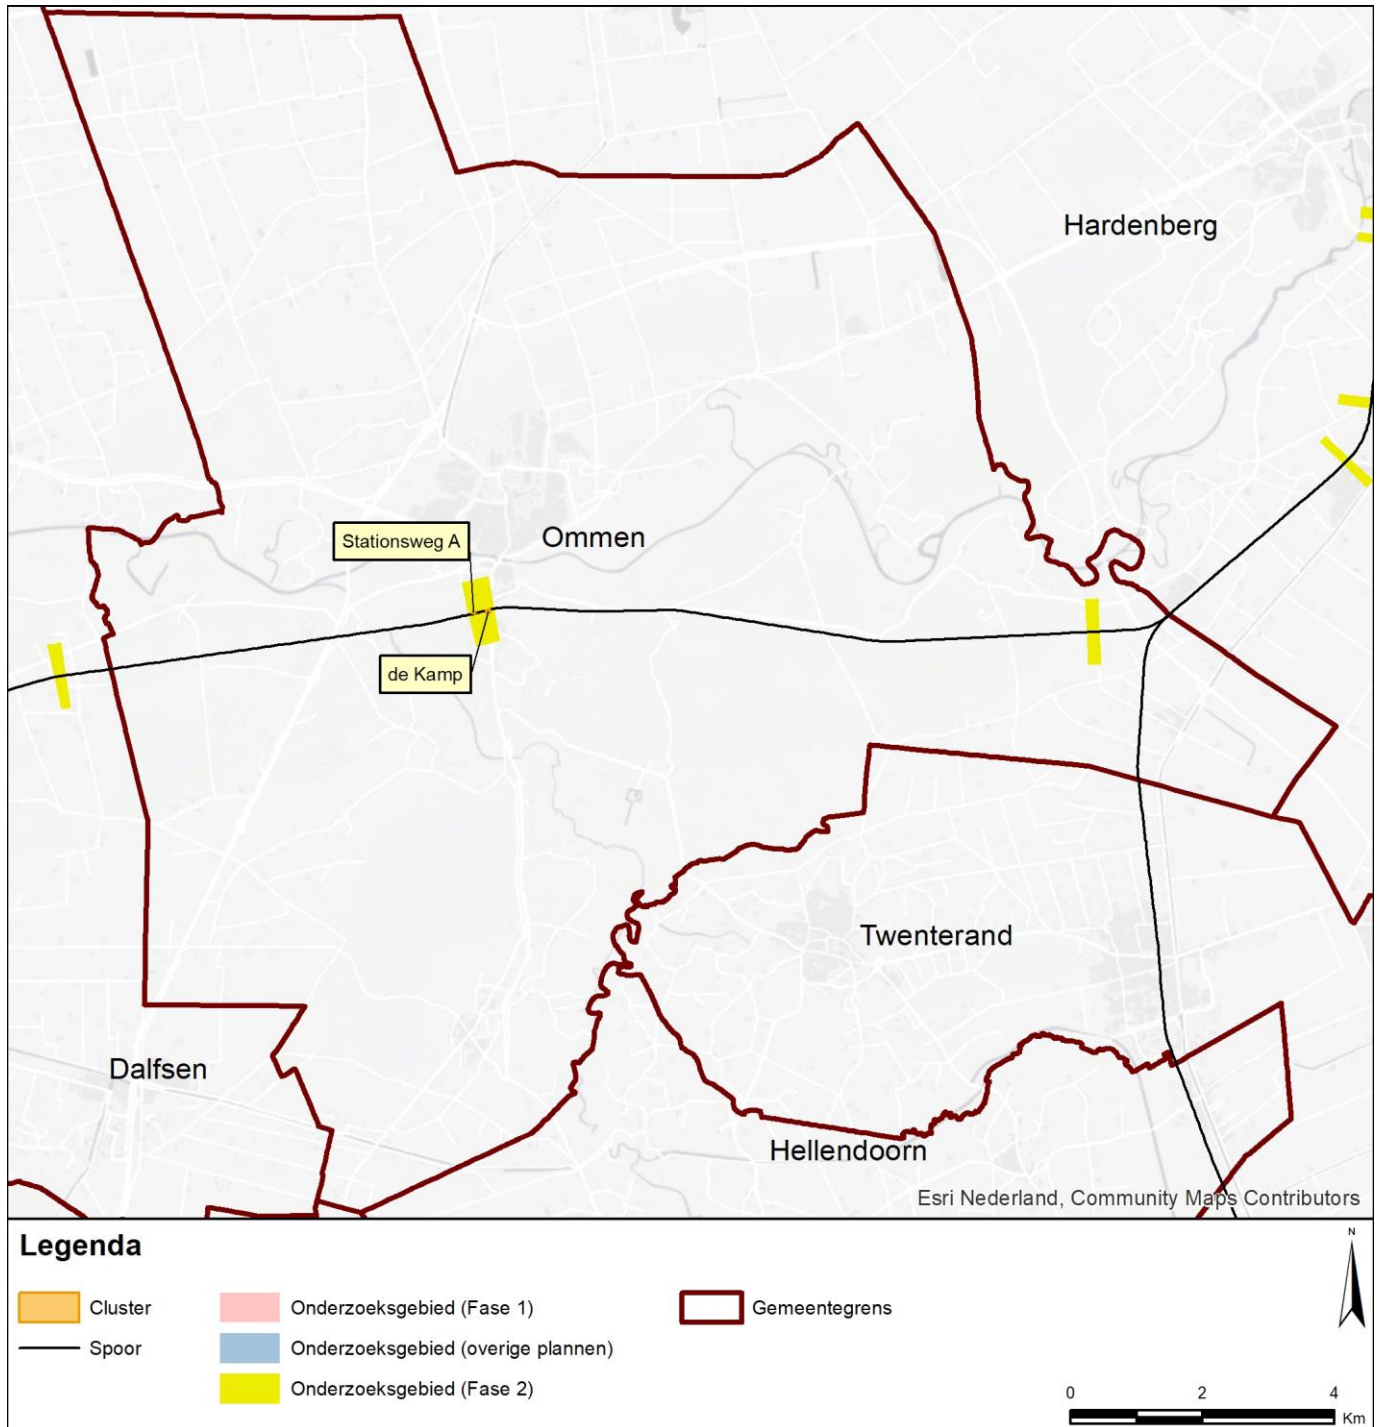 Hardenberg
Stationsweg A
Ommen
de Kamp
Twenterand
Dalfsen
Hellendoorn
Esri Nederland, Community Maps Contributors
Legenda
N
Cluster
Onderzoeksgebied (Fase 1)
Gemeentegrens
Spoor
Onderzoeksgebied (overige plannen)
Onderzoeksgebied (Fase 2)
0 2 4
Km